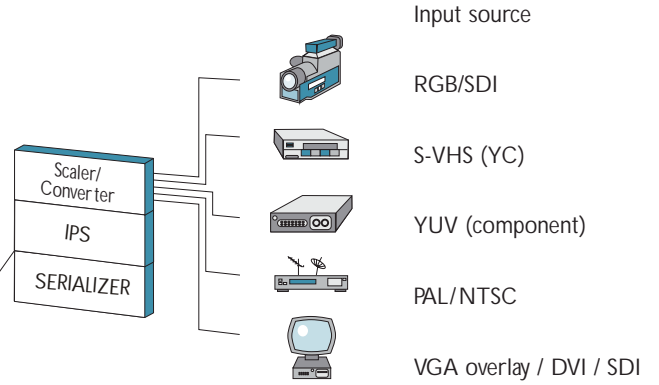 Input source
RGB/SDI
S-VHS (YC)
YUV (component)
PAL/NTSC
VGA overlay / DVI / SDI
Scaler/
Converter
IPS
SERIALIZER